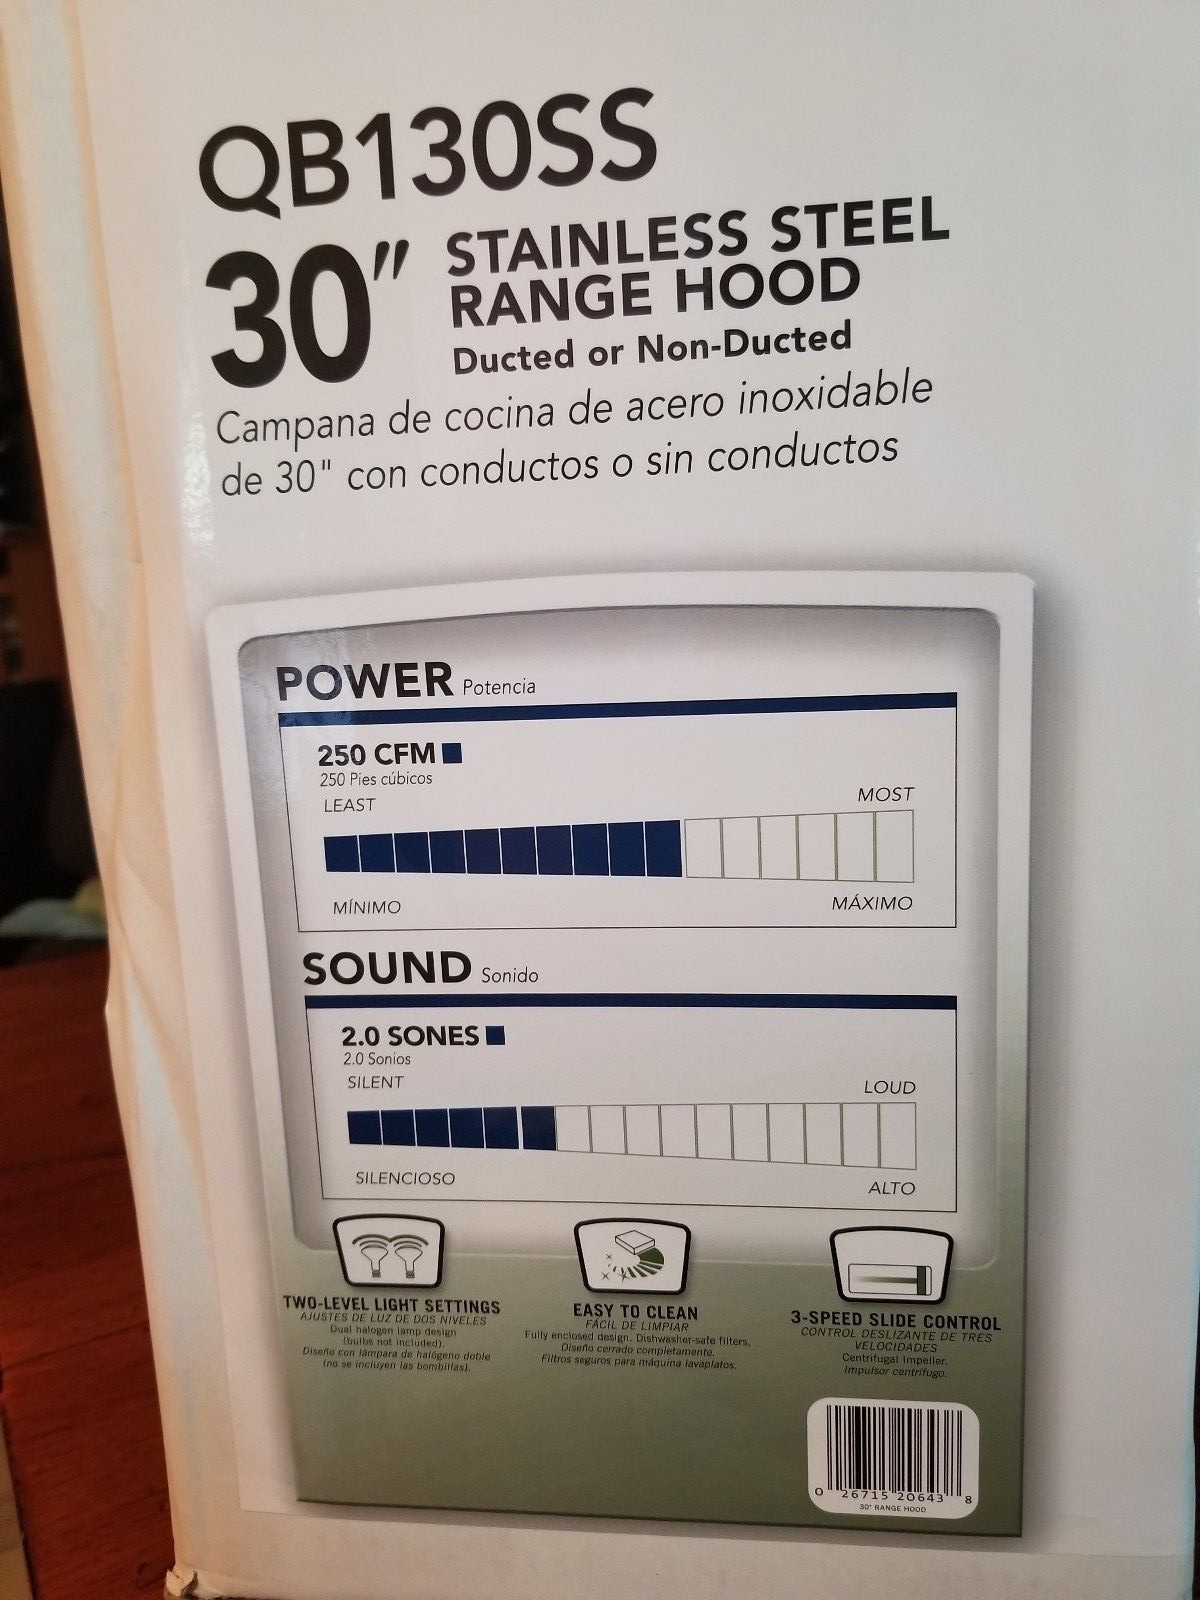 QB130SS
30" STAINLESS STEEL
RANGE HOOD
Ducted or Non-Ducted
Campana de cocina de acero inoxidable
de 30" con conductos o sin conductos
POWER Potencia
250 CFM
250 Pies cúbicos
LEAST MOST
MÍNIMO MÁXIMO
SOUND Sonido
2.0 SONES
2.0 Sonios
SILENT LOUD
SILENCIOSO ALTO
TWO-LEVEL LIGHT SETTINGS
AJUSTES DE LUZ DE DOS NIVELES
Dual halogen lamp design
(bulbs not included).
Diseño con lámpara de halógeno doble
(no se incluyen las bombillas).
EASY TO CLEAN
FÁCIL DE LIMPIAR
Fully enclosed design. Dishwasher-safe filters.
Diseño cerrado completamente.
Filtros seguros para máquina lavaplatos.
3-SPEED SLIDE CONTROL
CONTROL DESLIZANTE DE TRES
VELOCIDADES
Centrifugal impeller.
Impulsor centrífugo.
0 26715 20643 8
30" RANGE HOOD